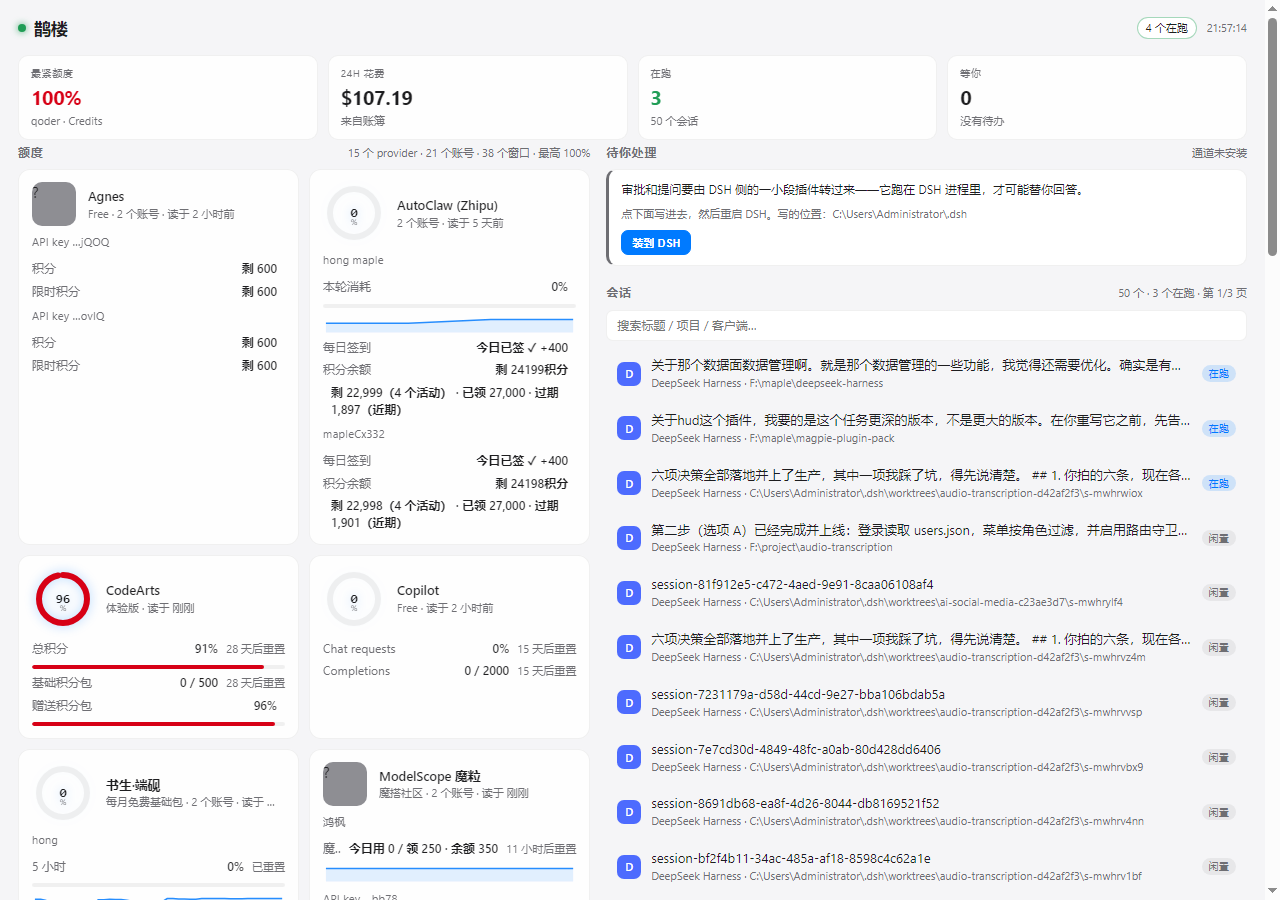 鹊楼
4 个在跑
21:57:14
最紧额度
100%
qoder · Credits
24H 花费
$107.19
来自账簿
在跑
3
50 个会话
等你
0
没有待办
额度
15 个 provider · 21 个账号 · 38 个窗口 · 最高 100%
?
Agnes
Free · 2 个账号 · 读于 2 小时前
API key ...jQOQ
积分 剩 600
限时积分 剩 600
API key ...ovIQ
积分 剩 600
限时积分 剩 600
0
%
AutoClaw (Zhipu)
2 个账号 · 读于 5 天前
hong maple
本轮消耗 0%
每日签到 今日已签 ✓ +400
积分余额 剩 24199积分
剩 22,999（4 个活动） · 已领 27,000 · 过期
1,897（近期）
mapleCx332
每日签到 今日已签 ✓ +400
积分余额 剩 24198积分
剩 22,998（4 个活动） · 已领 27,000 · 过期
1,901（近期）
96
%
CodeArts
体验版 · 读于 刚刚
总积分 91% 28 天后重置
基础积分包 0 / 500 28 天后重置
赠送积分包 96%
0
%
Copilot
Free · 读于 2 小时前
Chat requests 0% 15 天后重置
Completions 0 / 2000 15 天后重置
0
%
书生·端砚
每月免费基础包 · 2 个账号 · 读于 ...
hong
5 小时 0% 已重置
?
ModelScope 魔粒
魔搭社区 · 2 个账号 · 读于 刚刚
鸿枫
魔.. 今日用 0 / 领 250 · 余额 350 11 小时后重置
API key ...bb78
待你处理
通道未安装
审批和提问要由 DSH 侧的一小段插件转过来——它跑在 DSH 进程里，才可能替你回答。
点下面写进去，然后重启 DSH。写的位置：C:\Users\Administrator\.dsh
装到 DSH
会话
50 个 · 3 个在跑 · 第 1/3 页
搜索标题 / 项目 / 客户端...
D
关于那个数据面数据管理啊。就是那个数据管理的一些功能，我觉得还需要优化。确实是有...
DeepSeek Harness · F:\maple\deepseek-harness
在跑
D
关于hud这个插件，我要的是这个任务更深的版本，不是更大的版本。在你重写它之前，先告...
DeepSeek Harness · F:\maple\magpie-plugin-pack
在跑
D
六项决策全部落地并上了生产，其中一项我踩了坑，得先说清楚。 ## 1. 你拍的六条，现在各...
DeepSeek Harness · C:\Users\Administrator\.dsh\worktrees\audio-transcription-d42af2f3\s-mwhrwiox
在跑
D
第二步（选项 A）已经完成并上线：登录读取 users.json，菜单按角色过滤，并启用路由守卫...
DeepSeek Harness · F:\project\audio-transcription
闲置
D
session-81f912e5-c472-4aed-9e91-8caa06108af4
DeepSeek Harness · C:\Users\Administrator\.dsh\worktrees\ai-social-media-c23ae3d7\s-mwhrylf4
闲置
D
六项决策全部落地并上了生产，其中一项我踩了坑，得先说清楚。 ## 1. 你拍的六条，现在各...
DeepSeek Harness · C:\Users\Administrator\.dsh\worktrees\audio-transcription-d42af2f3\s-mwhrvz4m
闲置
D
session-7231179a-d58d-44cd-9e27-bba106bdab5a
DeepSeek Harness · C:\Users\Administrator\.dsh\worktrees\audio-transcription-d42af2f3\s-mwhrvvsp
闲置
D
session-7e7cd30d-4849-48fc-a0ab-80d428dd6406
DeepSeek Harness · C:\Users\Administrator\.dsh\worktrees\audio-transcription-d42af2f3\s-mwhrvbx9
闲置
D
session-8691db68-ea8f-4d26-8044-db8169521f52
DeepSeek Harness · C:\Users\Administrator\.dsh\worktrees\audio-transcription-d42af2f3\s-mwhrv4nn
闲置
D
session-bf2f4b11-34ac-485a-af18-8598c4c62a1e
DeepSeek Harness · C:\Users\Administrator\.dsh\worktrees\audio-transcription-d42af2f3\s-mwhrv1bf
闲置